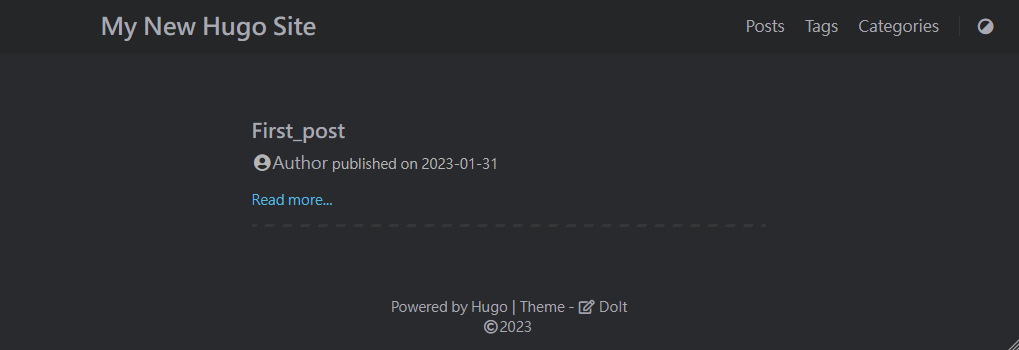 My New Hugo Site
Posts Tags Categories
First_post
Author published on 2023-01-31
Read more...
Powered by Hugo | Theme - DoIt
©2023